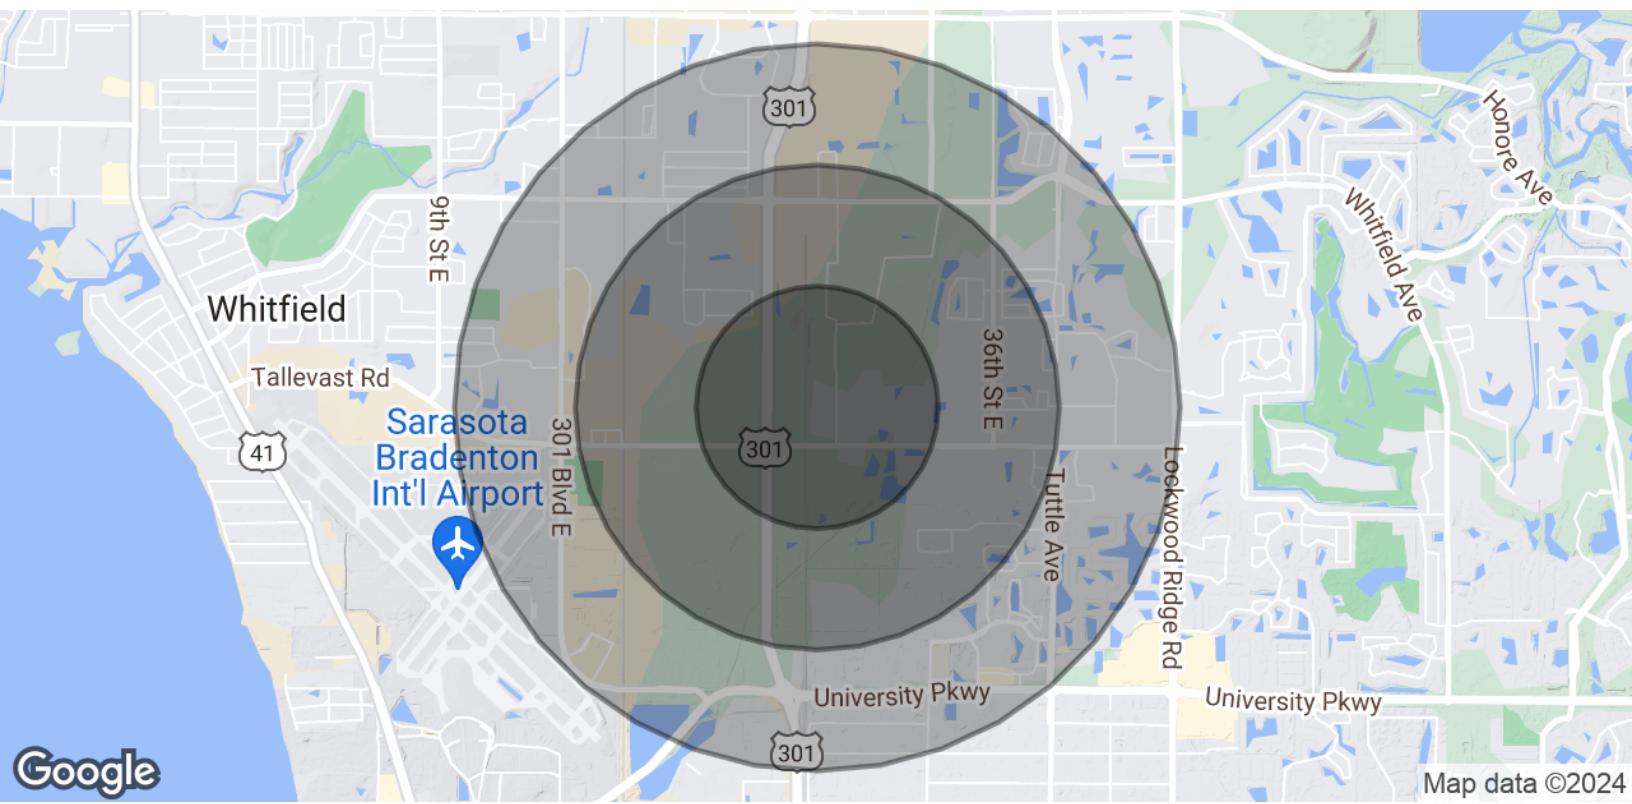 301
Honore Ave
Whitfield Ave
9th St E
Whitfield
36th St E
Tallevast Rd
Sarasota
Bradenton
Int'l Airport
41
301 Blvd E
301
Tuttle Ave
Lockwood Ridge Rd
University Pkwy
University Pkwy
301
Google
Map data ©2024